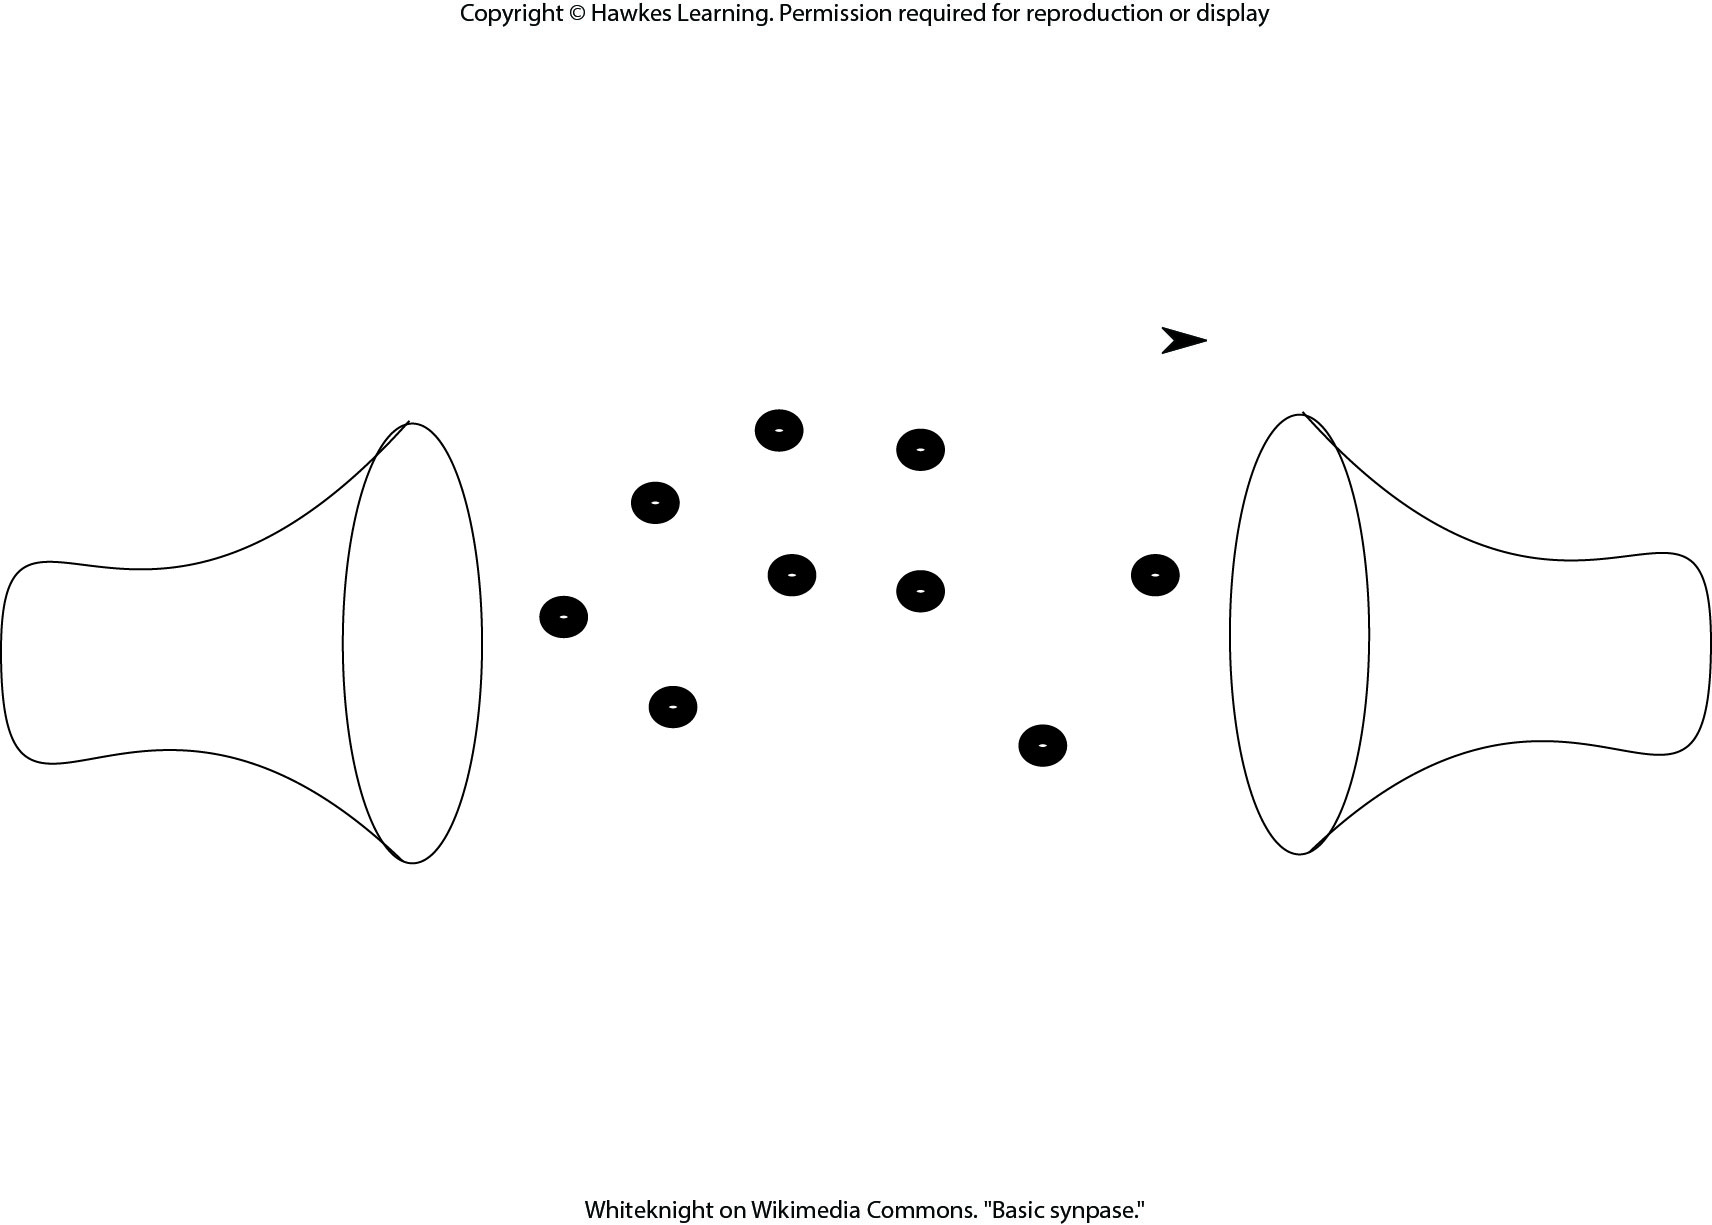 Copyright © Hawkes Learning. Permission required for reproduction or display
Whiteknight on Wikimedia Commons. "Basic synpase."